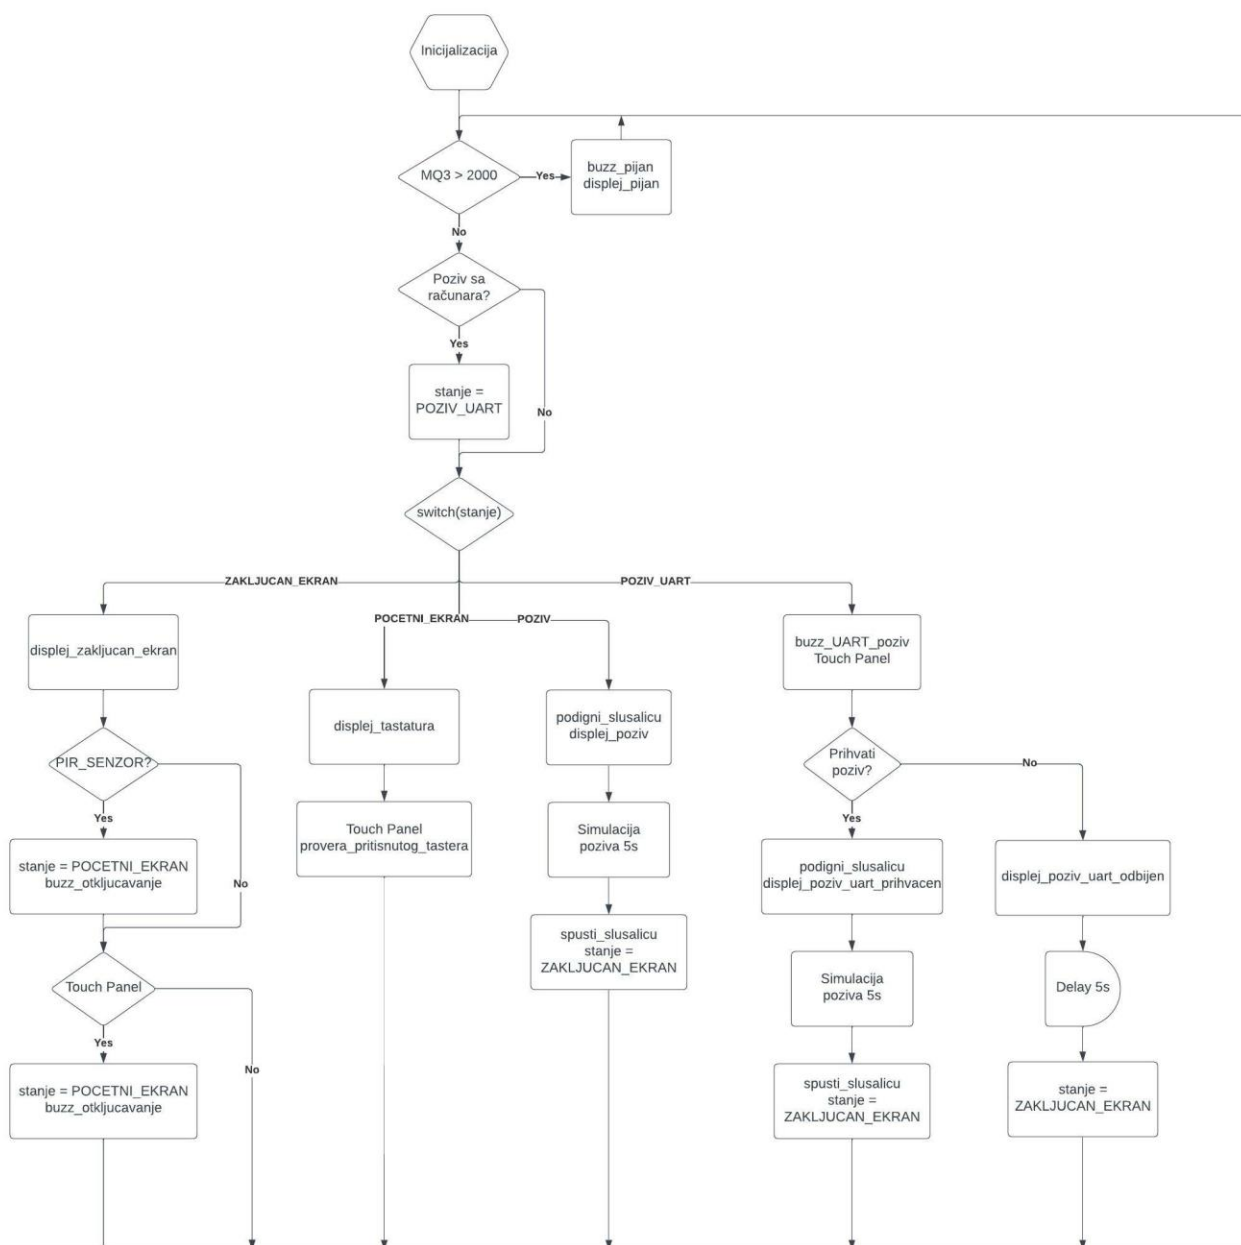 Inicijalizacija
MQ3 > 2000
Yes
buzz_pijan
displej_pijan
No
Poziv sa
računara?
Yes
stanje =
POZIV_UART
No
switch(stanje)
ZAKLJUCAN_EKRAN
POZIV_UART
POCETNI_EKRAN
POZIV
displej_zakljucan_ekran
buzz_UART_poziv
Touch Panel
displej_tastatura
podigni_slusalicu
displej_poziv
PIR_SENZOR?
Prihvati
poziv?
No
Yes
Yes
Touch Panel
provera_pritisnutog_tastera
Simulacija
poziva 5s
stanje = POCETNI_EKRAN
buzz_otkljucavanje
No
podigni_slusalicu
displej_poziv_uart_prihvacen
displej_poziv_uart_odbijen
spusti_slusalicu
stanje =
ZAKLJUCAN_EKRAN
Touch Panel
Simulacija
poziva 5s
Delay 5s
Yes
No
stanje = POCETNI_EKRAN
buzz_otkljucavanje
spusti_slusalicu
stanje =
ZAKLJUCAN_EKRAN
stanje =
ZAKLJUCAN_EKRAN